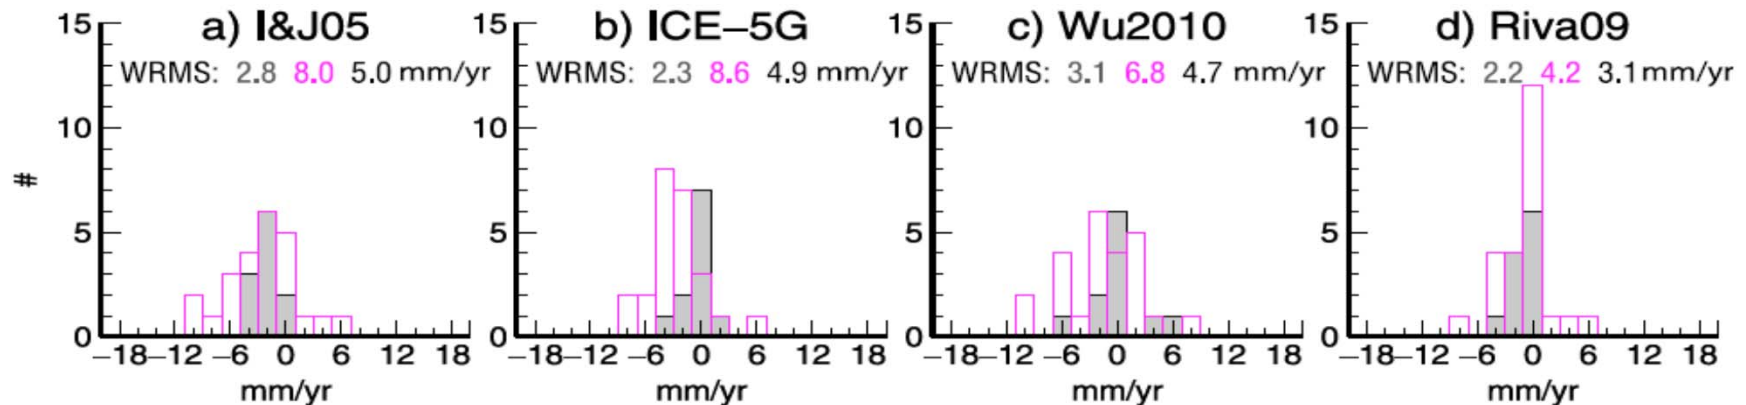 a) I&J05
WRMS: 2.8 8.0 5.0 mm/yr
15
10
5
0
#
−18 −12 −6 0 6 12 18
mm/yr
b) ICE−5G
WRMS: 2.3 8.6 4.9 mm/yr
15
10
5
0
−18 −12 −6 0 6 12 18
mm/yr
c) Wu2010
WRMS: 3.1 6.8 4.7 mm/yr
15
10
5
0
−18 −12 −6 0 6 12 18
mm/yr
d) Riva09
WRMS: 2.2 4.2 3.1 mm/yr
15
10
5
0
−18 −12 −6 0 6 12 18
mm/yr